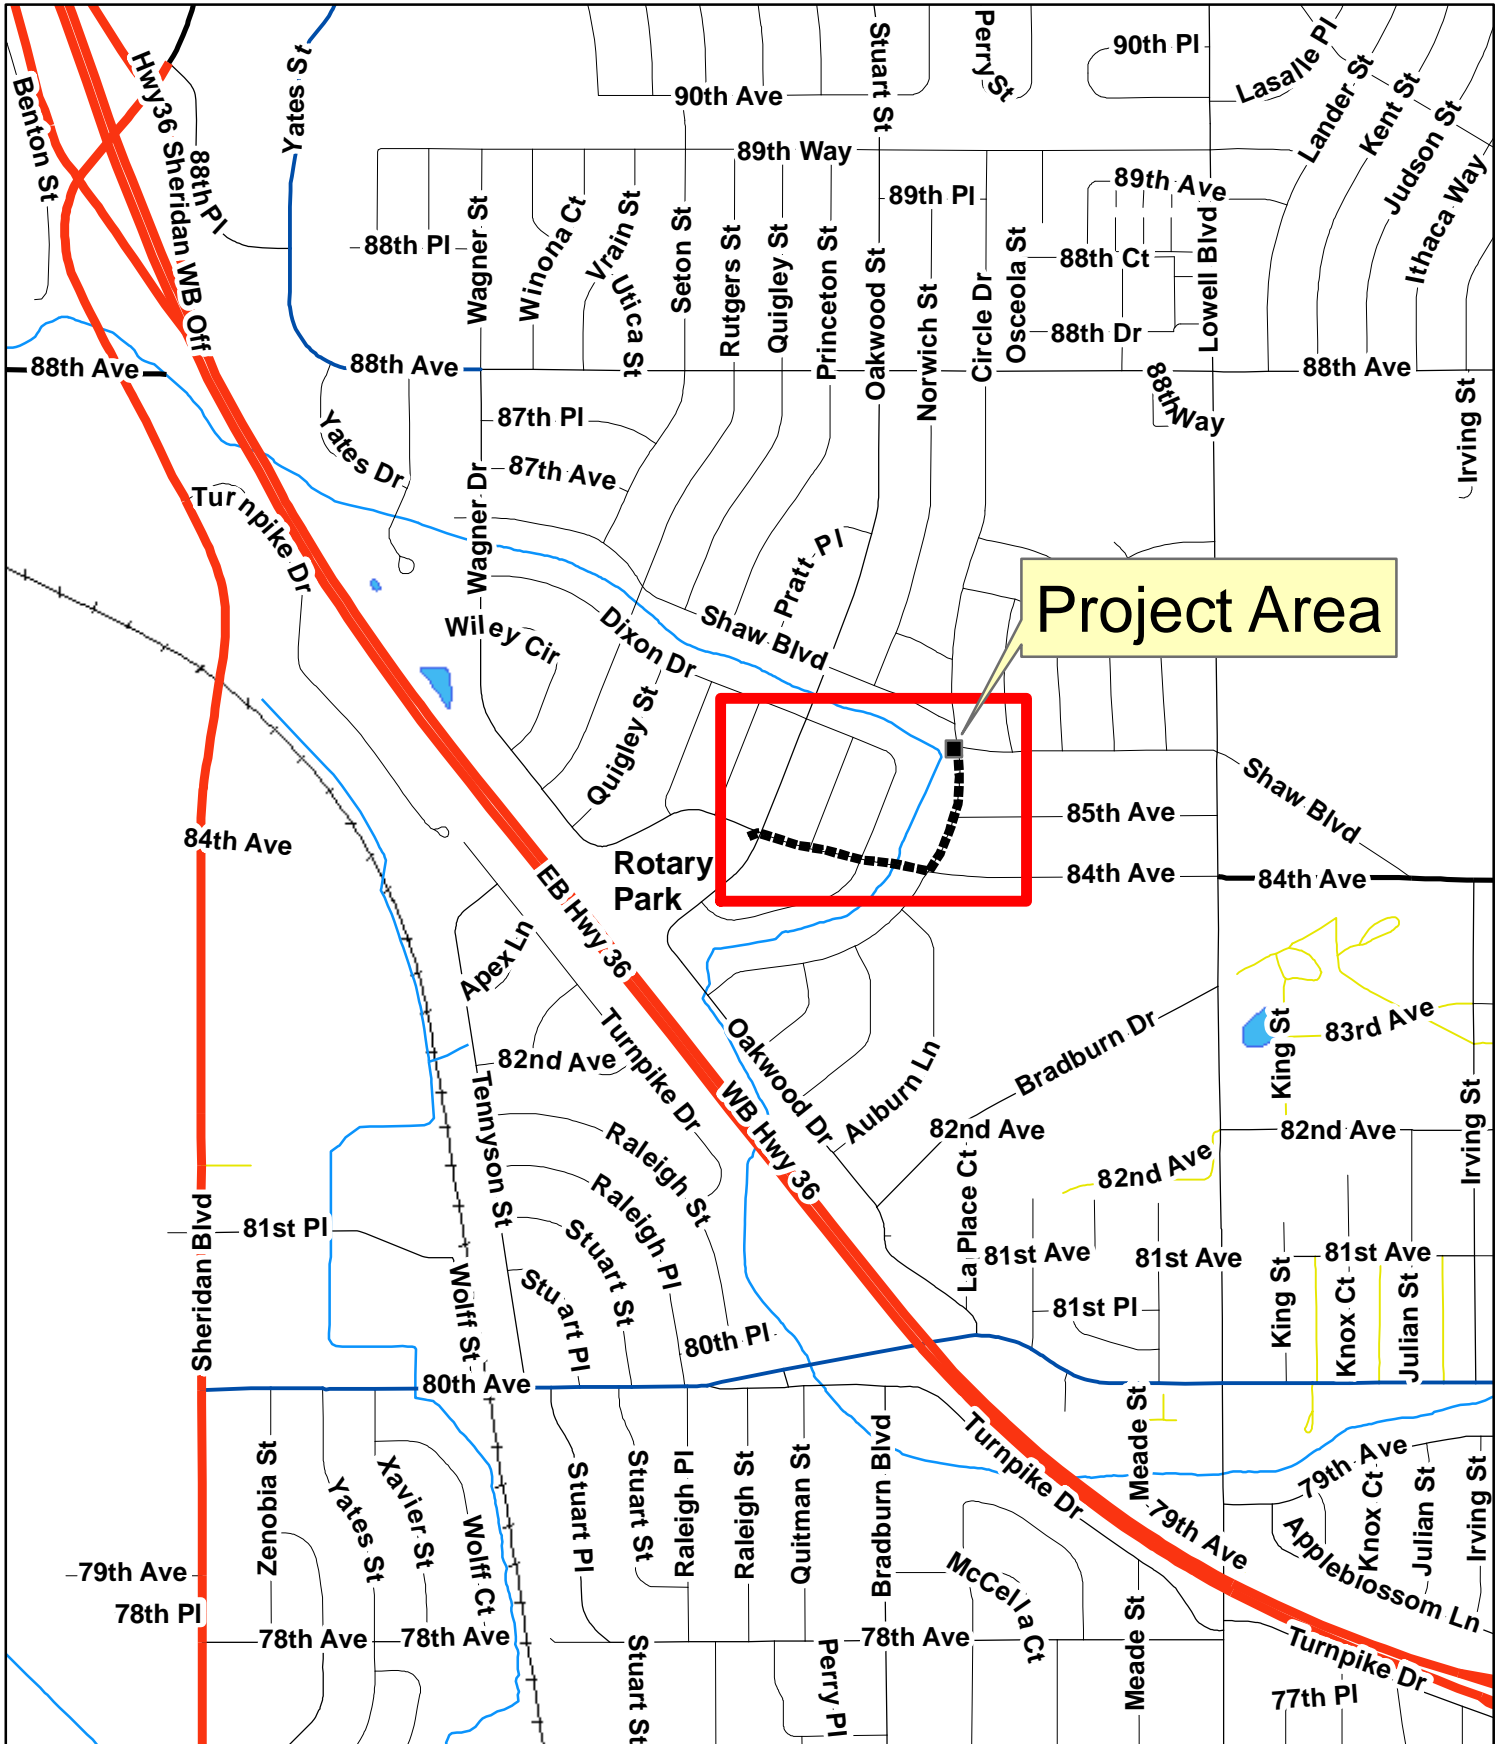 Benton St
Hwy36 Sheridan WB Off
88th Pl
Yates St
90th Ave
Stuart St
Perry St
90th Pl
Lasalle Pl
Lander St
Kent St
Judson St
Ithaca Way
89th Way
89th Pl
89th Ave
88th Pl
Wagner St
Winona Ct
Vrain St
Utica St
Seton St
Rutgers St
Quigley St
Princeton St
Oakwood St
Norwich St
Circle Dr
Osceola St
88th Ct
88th Dr
Lowell Blvd
88th Ave
88th Ave
88th Ave
88th Way
Irving St
Yates Dr
87th Pl
87th Ave
Wagner Dr
Turnpike Dr
Pratt Pl
Project Area
Wiley Cir
Dixon Dr
Shaw Blvd
Quigley St
Shaw Blvd
85th Ave
84th Ave
84th Ave
84th Ave
Rotary
Park
EB Hwy 36
Apex Ln
82nd Ave
Turnpike Dr
Oakwood Dr
Auburn Ln
Bradburn Dr
King St
83rd Ave
WB Hwy 36
Tennyson St
Raleigh St
Raleigh Pl
82nd Ave
82nd Ave
82nd Ave
Irving St
Sheridan Blvd
81st Pl
Wolff St
Stuart St
Stuart Pl
80th Pl
La Place Ct
81st Ave
81st Ave
81st Ave
81st Pl
King St
Knox Ct
Julian St
80th Ave
Zenobia St
Yates St
Xavier St
Wolff Ct
Stuart Pl
Stuart St
Raleigh Pl
Raleigh St
Quitman St
Bradburn Blvd
Turnpike Dr
Meade St
79th Ave
79th Ave
Knox Ct
Julian St
Irving St
Appleblossom Ln
79th Ave
78th Pl
78th Ave
78th Ave
Stuart St
Perry Pl
78th Ave
McCella Ct
Meade St
Turnpike Dr
77th Pl